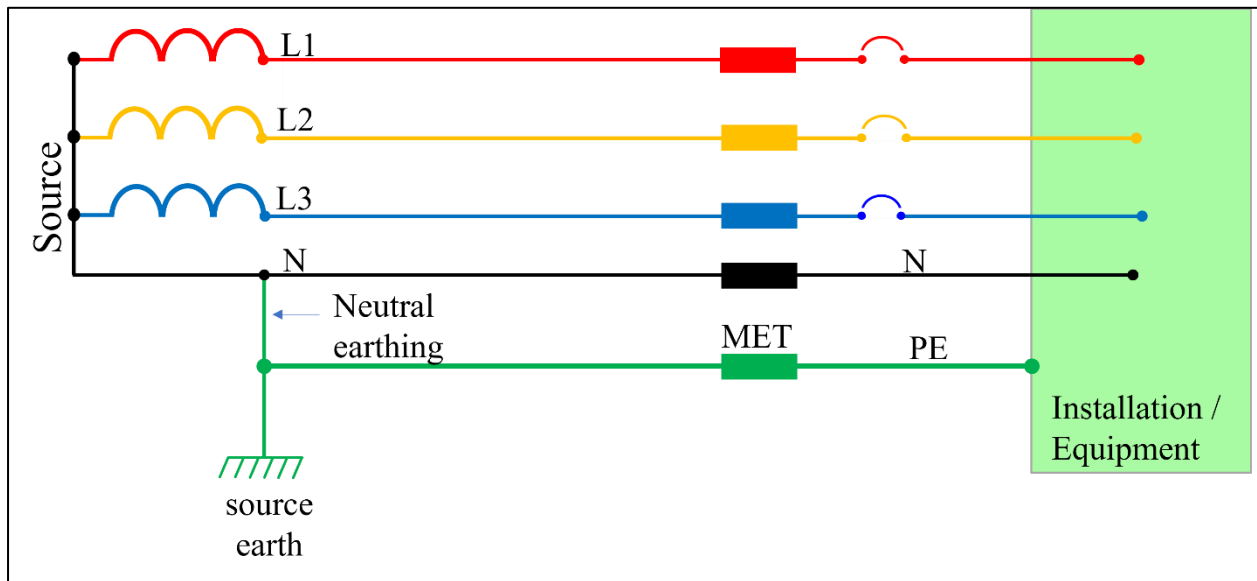 L1
L2
L3
Source
N
N
Neutral
earthing
MET
PE
Installation /
Equipment
source
earth